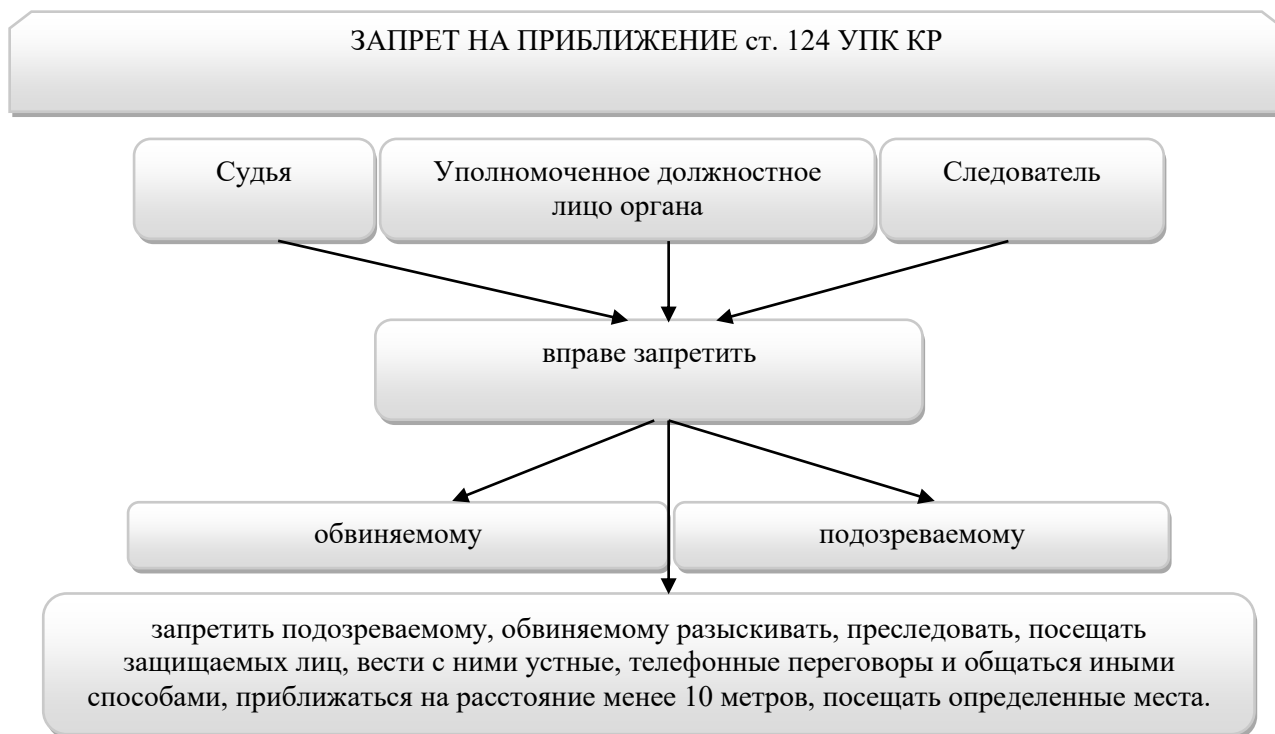 ЗАПРЕТ НА ПРИБЛИЖЕНИЕ ст. 124 УПК КР
Судья
Уполномоченное должностное
лицо органа
Следователь
вправе запретить
обвиняемому
подозреваемому
запретить подозреваемому, обвиняемому разыскивать, преследовать, посещать
защищаемых лиц, вести с ними устные, телефонные переговоры и общаться иными
способами, приближаться на расстояние менее 10 метров, посещать определенные места.